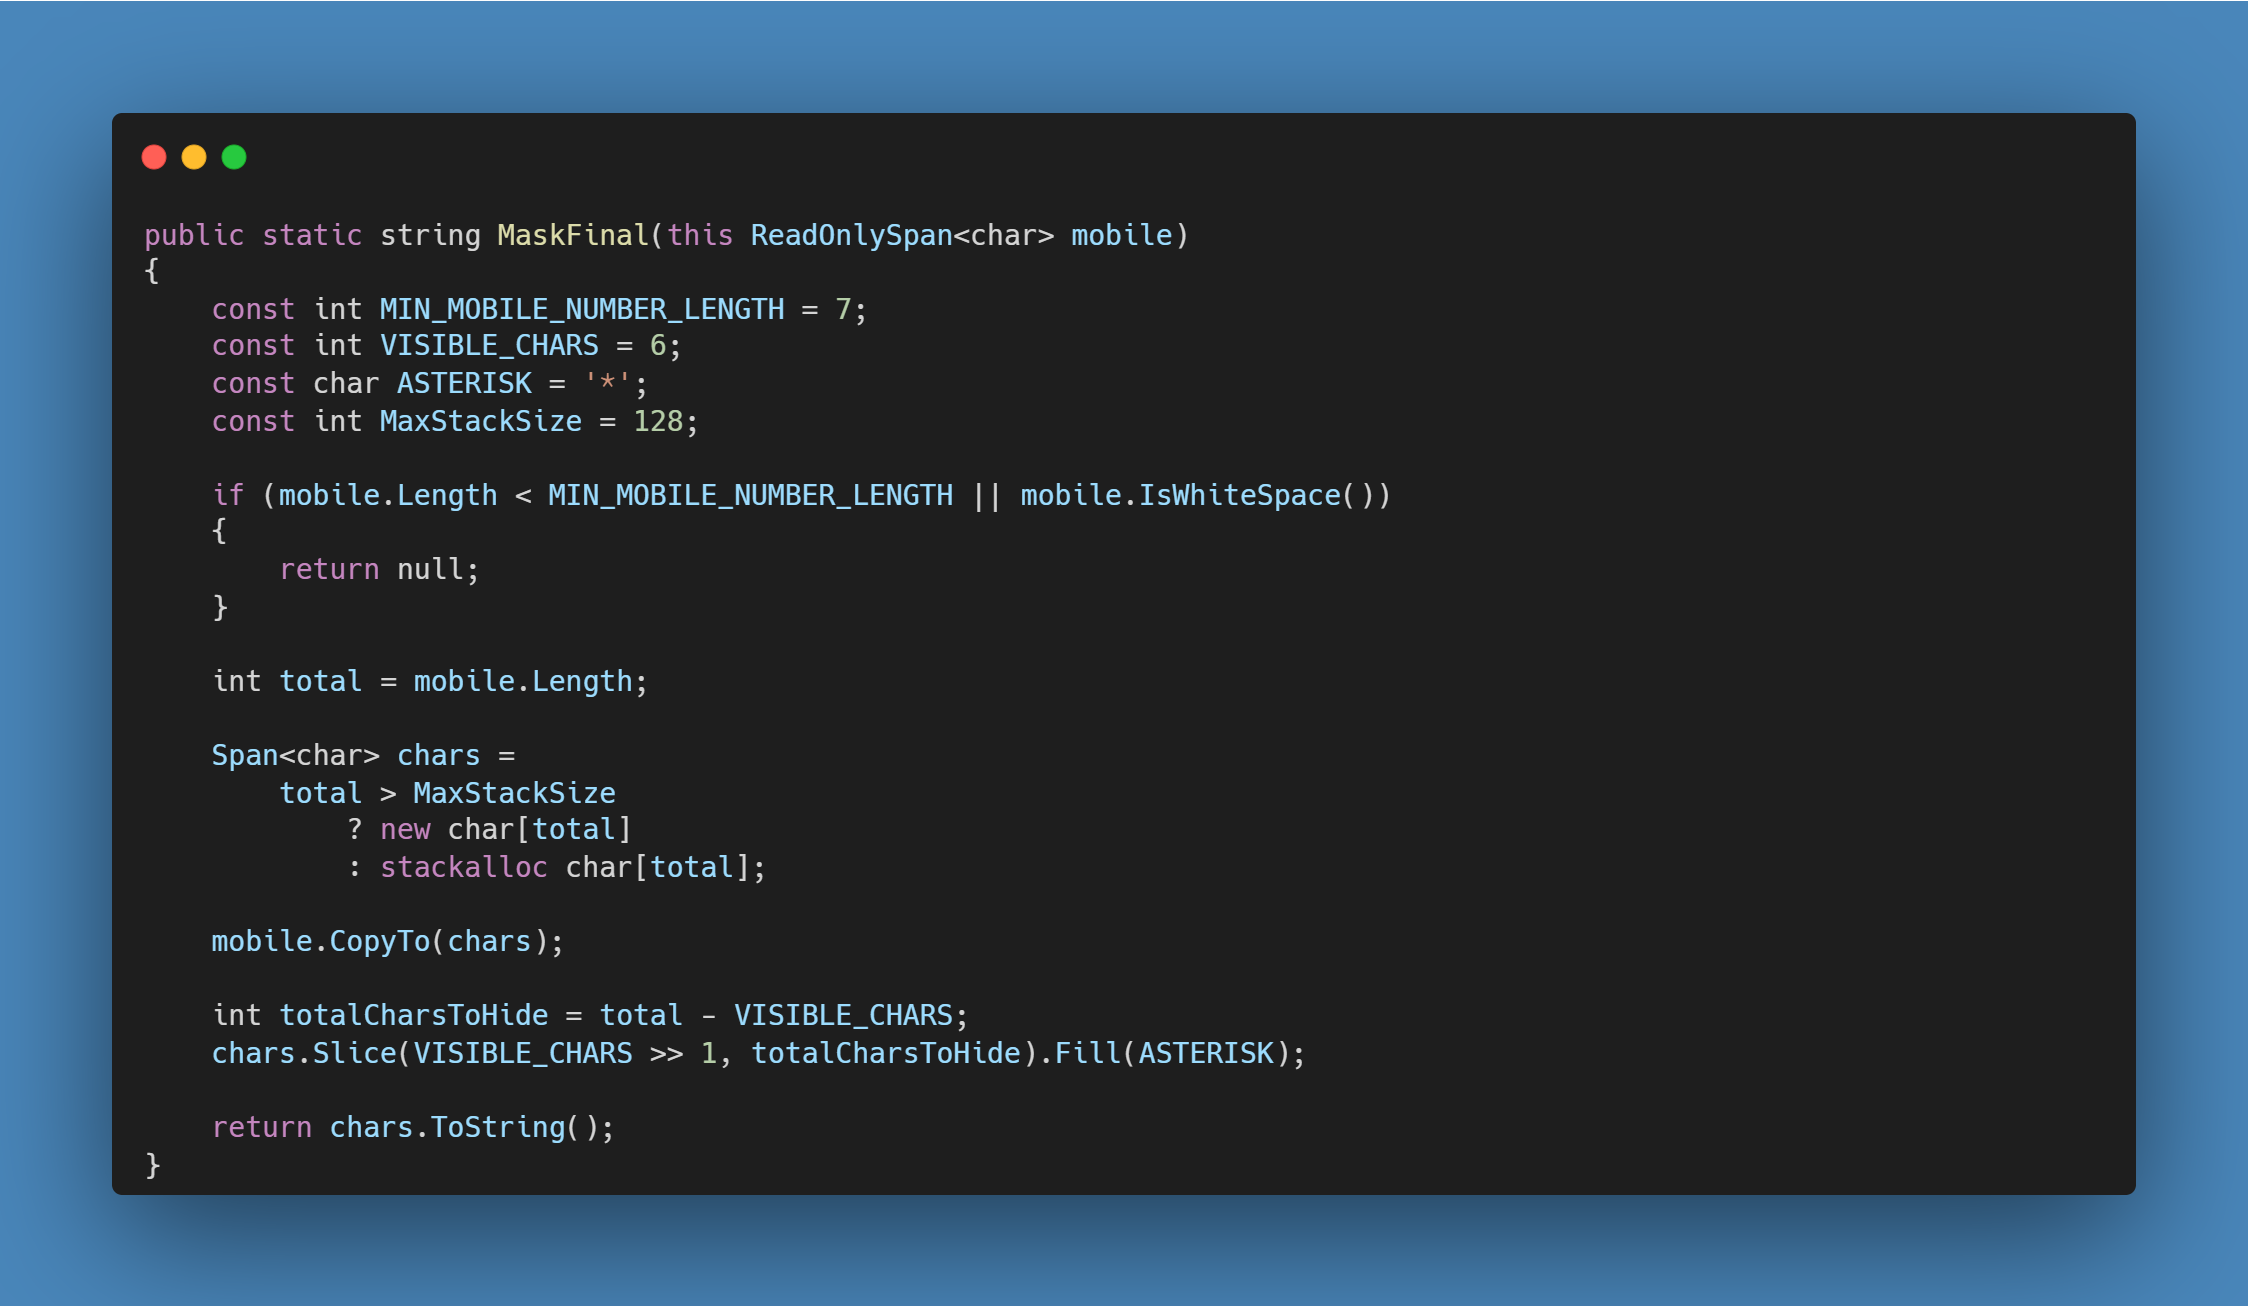 public static string MaskFinal(this ReadOnlySpan<char> mobile)
{
    const int MIN_MOBILE_NUMBER_LENGTH = 7;
    const int VISIBLE_CHARS = 6;
    const char ASTERISK = '*';
    const int MaxStackSize = 128;

    if (mobile.Length < MIN_MOBILE_NUMBER_LENGTH || mobile.IsWhiteSpace())
    {
        return null;
    }

    int total = mobile.Length;

    Span<char> chars =
        total > MaxStackSize
            ? new char[total]
            : stackalloc char[total];

    mobile.CopyTo(chars);

    int totalCharsToHide = total - VISIBLE_CHARS;
    chars.Slice(VISIBLE_CHARS >> 1, totalCharsToHide).Fill(ASTERISK);

    return chars.ToString();
}